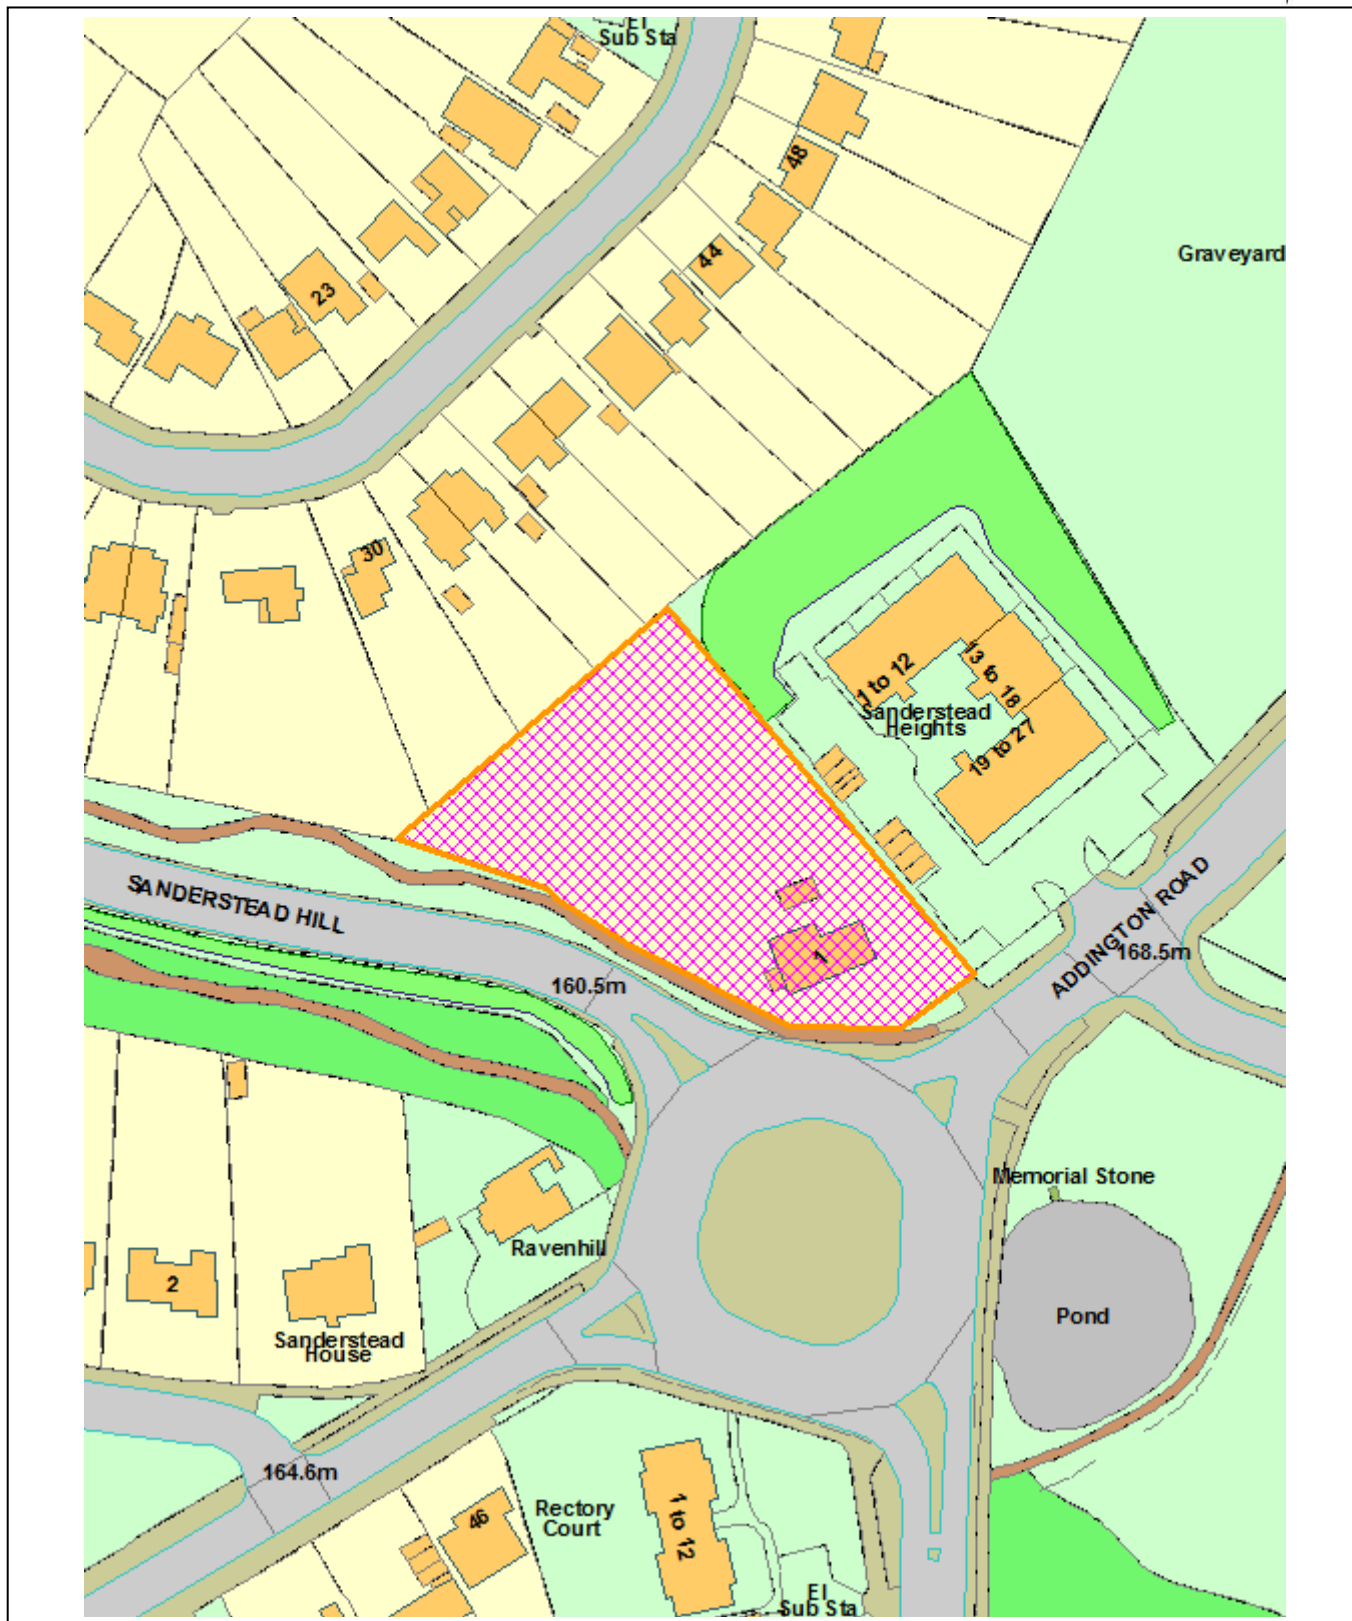 El
Sub Sta
48
Graveyard
44
23
30
1 to 12
13 to 18
Sanderstead
Heights
19 to 27
SANDERSTEAD HILL
ADDINGTON ROAD
168.5m
1
160.5m
Memorial Stone
Ravenhill
2
Pond
Sanderstead
House
164.6m
46
Rectory
Court
1 to 12
El
Sub Sta